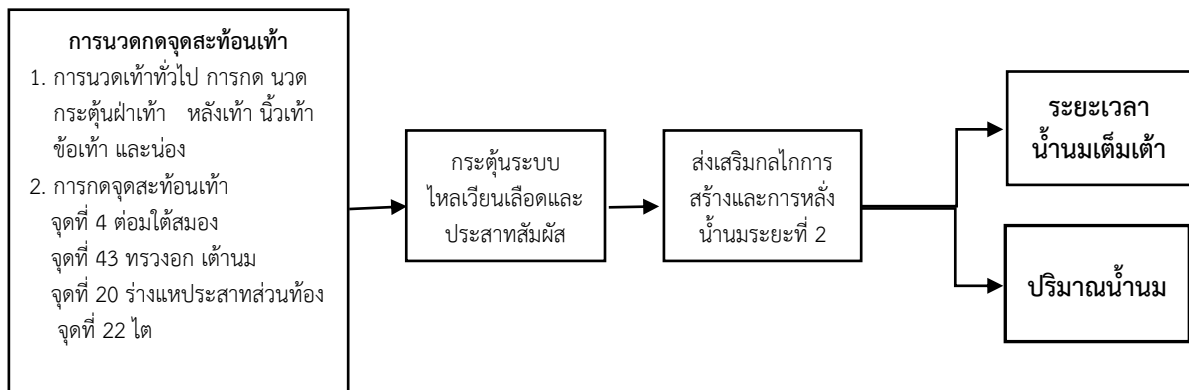 การนวดกดจุดสะท้อนเท้า
1. การนวดเท้าทั่วไป การกด นวด
กระตุ้นฝ่าเท้า หลังเท้า นิ้วเท้า
ข้อเท้า และน่อง
2. การกดจุดสะท้อนเท้า
จุดที่ 4 ต่อมใต้สมอง
จุดที่ 43 ทรวงอก เต้านม
จุดที่ 20 ร่างแหประสาทส่วนท้อง
จุดที่ 22 ไต
กระตุ้นระบบ
ไหลเวียนเลือดและ
ประสาทสัมผัส
ส่งเสริมกลไกการ
สร้างและการหลั่ง
น้ำนมระยะที่ 2
ระยะเวลา
น้ำนมเต็มเต้า
ปริมาณน้ำนม